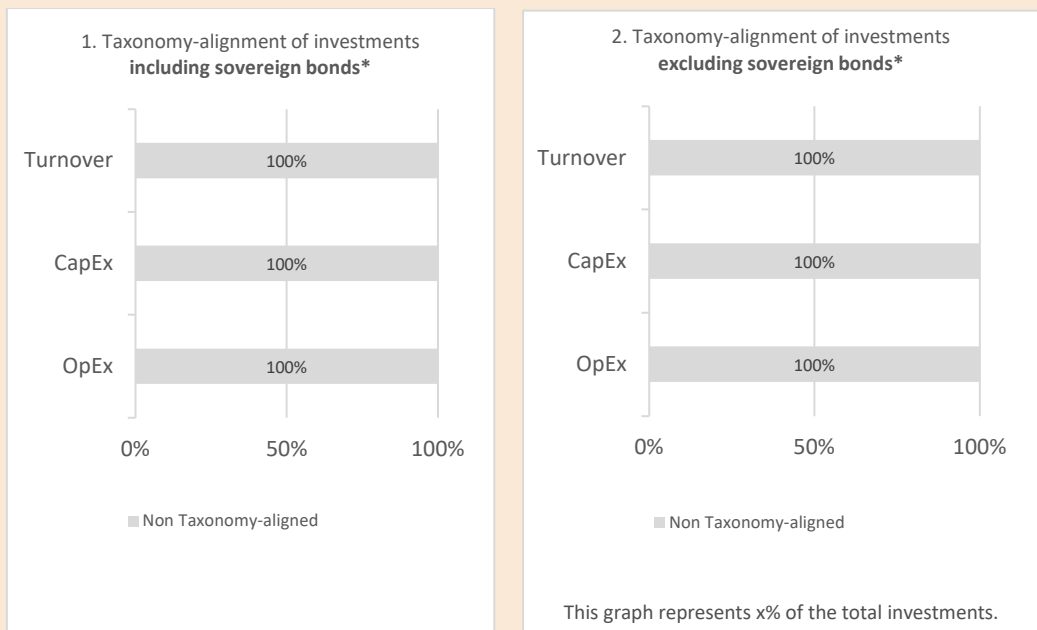 1. Taxonomy-alignment of investments
including sovereign bonds*
Turnover
100%
CapEx
100%
OpEx
100%
0%
50%
100%
Non Taxonomy-aligned
2. Taxonomy-alignment of investments
excluding sovereign bonds*
Turnover
100%
CapEx
100%
OpEx
100%
0%
50%
100%
Non Taxonomy-aligned
This graph represents x% of the total investments.